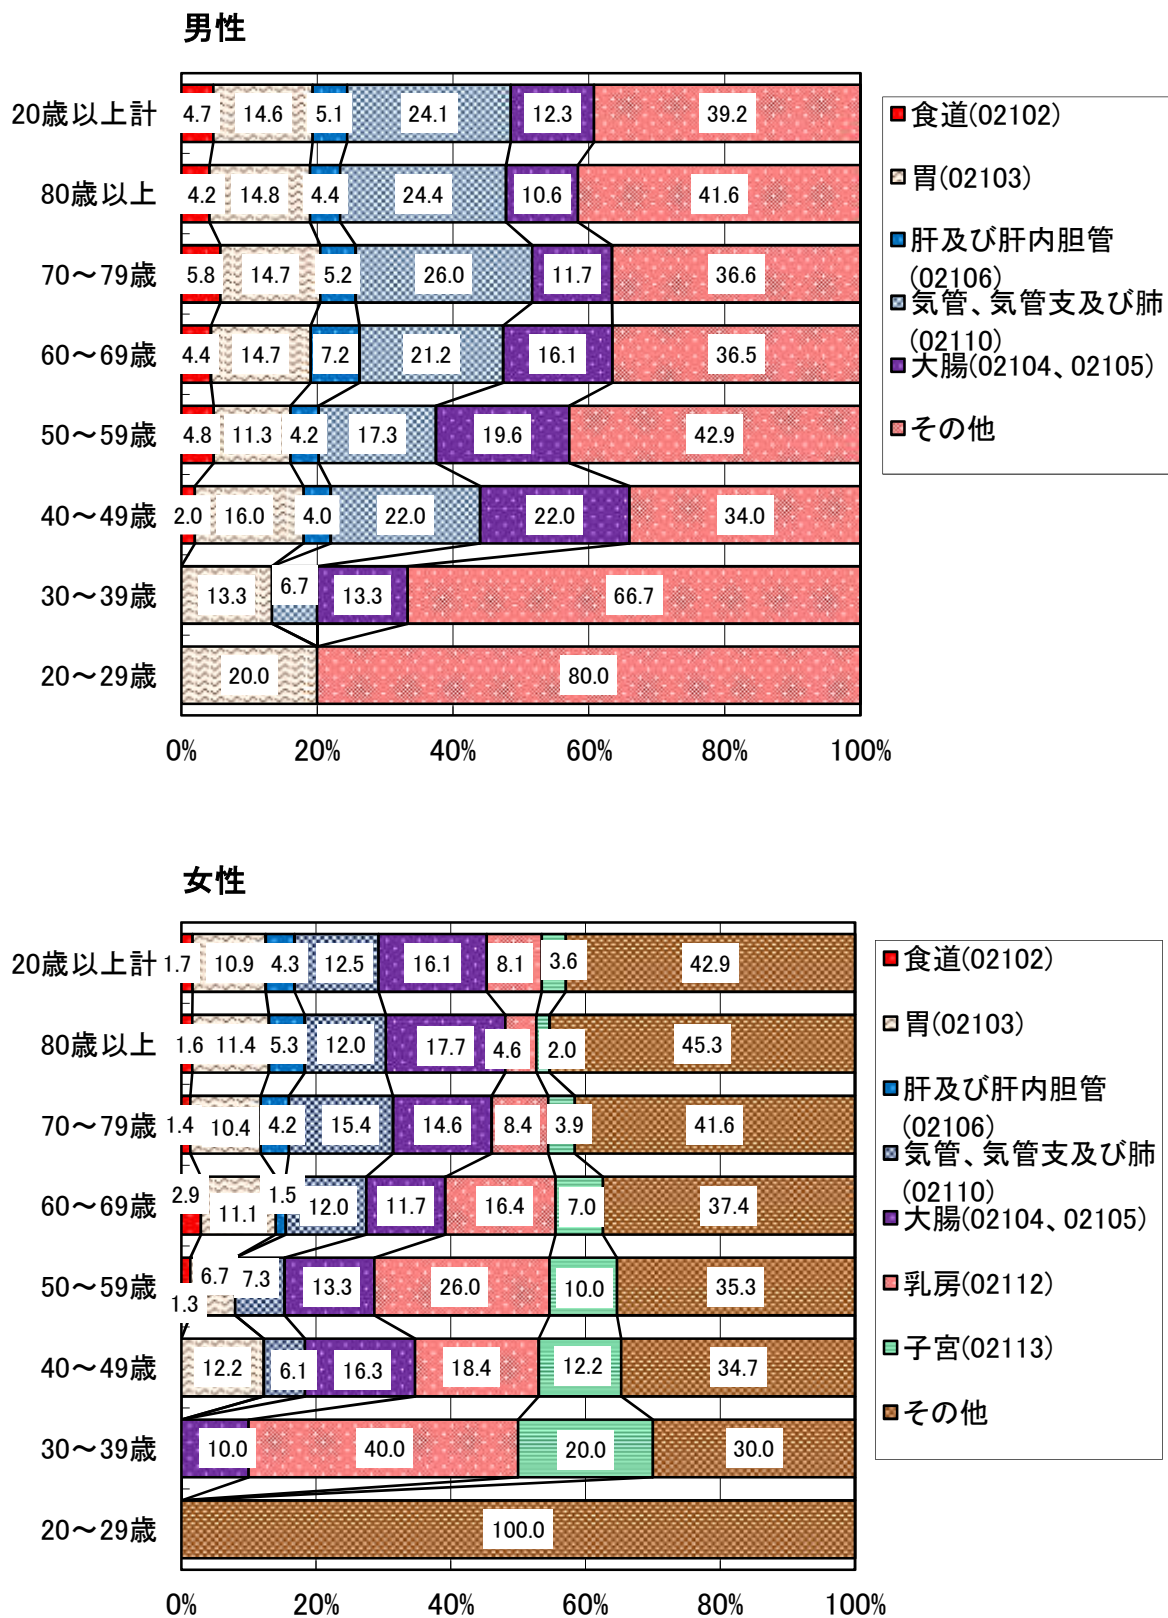 男性
20歳以上計 4.7 14.6 5.1 24.1 12.3 39.2
80歳以上 4.2 14.8 4.4 24.4 10.6 41.6
70～79歳 5.8 14.7 5.2 26.0 11.7 36.6
60～69歳 4.4 14.7 7.2 21.2 16.1 36.5
50～59歳 4.8 11.3 4.2 17.3 19.6 42.9
40～49歳 2.0 16.0 4.0 22.0 22.0 34.0
30～39歳 13.3 6.7 13.3 66.7
20～29歳 20.0 80.0
0% 20% 40% 60% 80% 100%
食道(02102)
胃(02103)
肝及び肝内胆管
(02106)
気管、気管支及び肺
(02110)
大腸(02104、02105)
その他
女性
20歳以上計 1.7 10.9 4.3 12.5 16.1 8.1 3.6 42.9
80歳以上 1.6 11.4 5.3 12.0 17.7 4.6 2.0 45.3
70～79歳 1.4 10.4 4.2 15.4 14.6 8.4 3.9 41.6
60～69歳 2.9 11.1 1.5 12.0 11.7 16.4 7.0 37.4
50～59歳 1.3 6.7 7.3 13.3 26.0 10.0 35.3
40～49歳 12.2 6.1 16.3 18.4 12.2 34.7
30～39歳 10.0 40.0 20.0 30.0
20～29歳 100.0
0% 20% 40% 60% 80% 100%
食道(02102)
胃(02103)
肝及び肝内胆管
(02106)
気管、気管支及び肺
(02110)
大腸(02104、02105)
乳房(02112)
子宮(02113)
その他